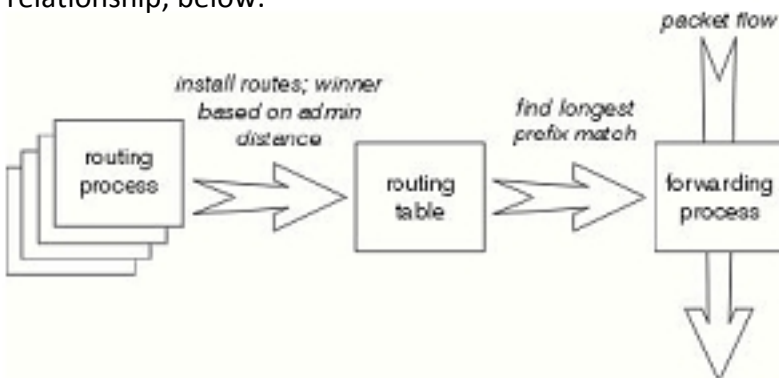 relationship, below:
packet flow
install routes; winner
based on admin
distance
find longest
prefix match
routing
process
routing
table
forwarding
process